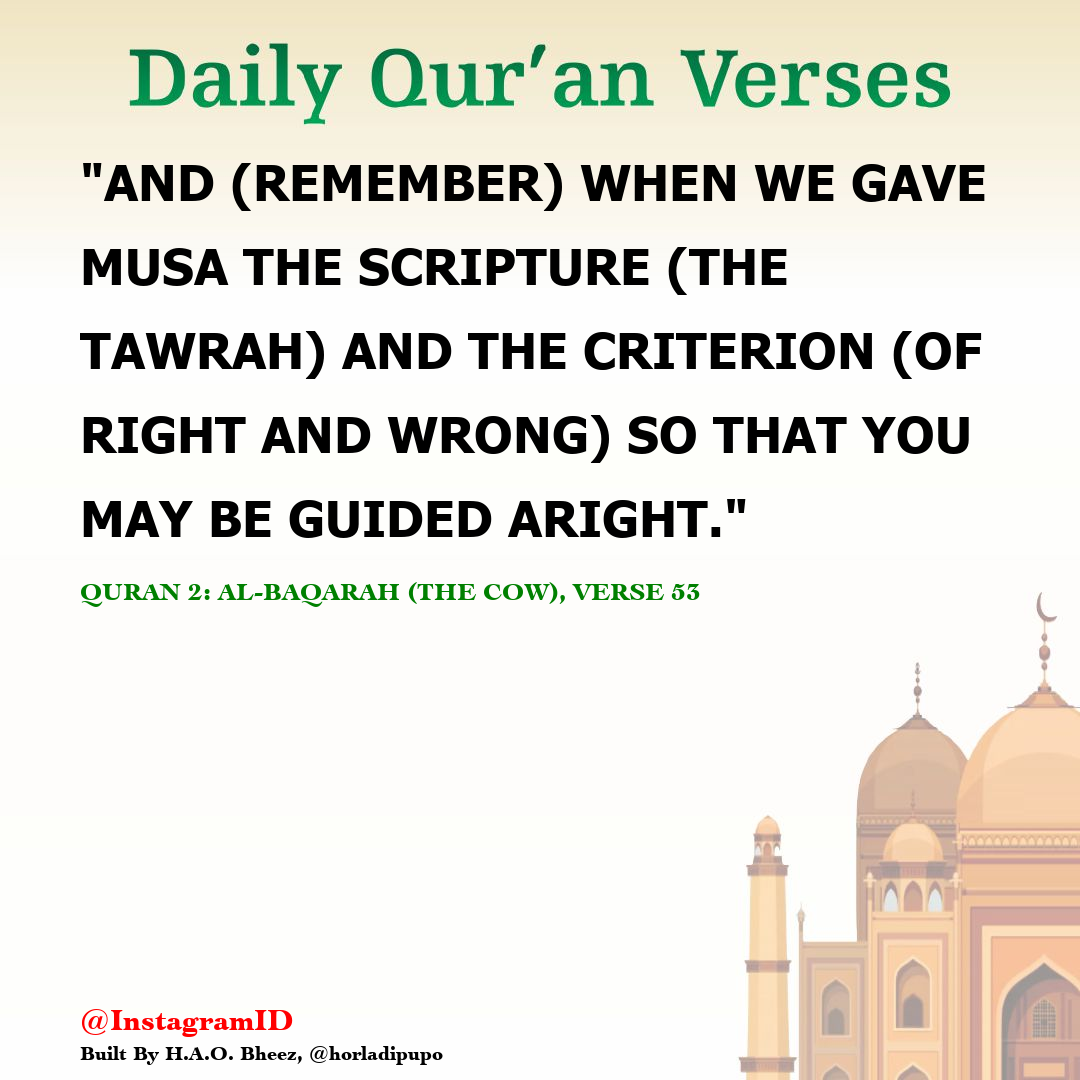 Daily Qur′an Verses
"AND (REMEMBER) WHEN WE GAVE
MUSA THE SCRIPTURE (THE
TAWRAH) AND THE CRITERION (OF
RIGHT AND WRONG) SO THAT YOU
MAY BE GUIDED ARIGHT."
QURAN 2: AL-BAQARAH (THE COW), VERSE 53
@InstagramID
Built By H.A.O. Bheez, @horladipupo